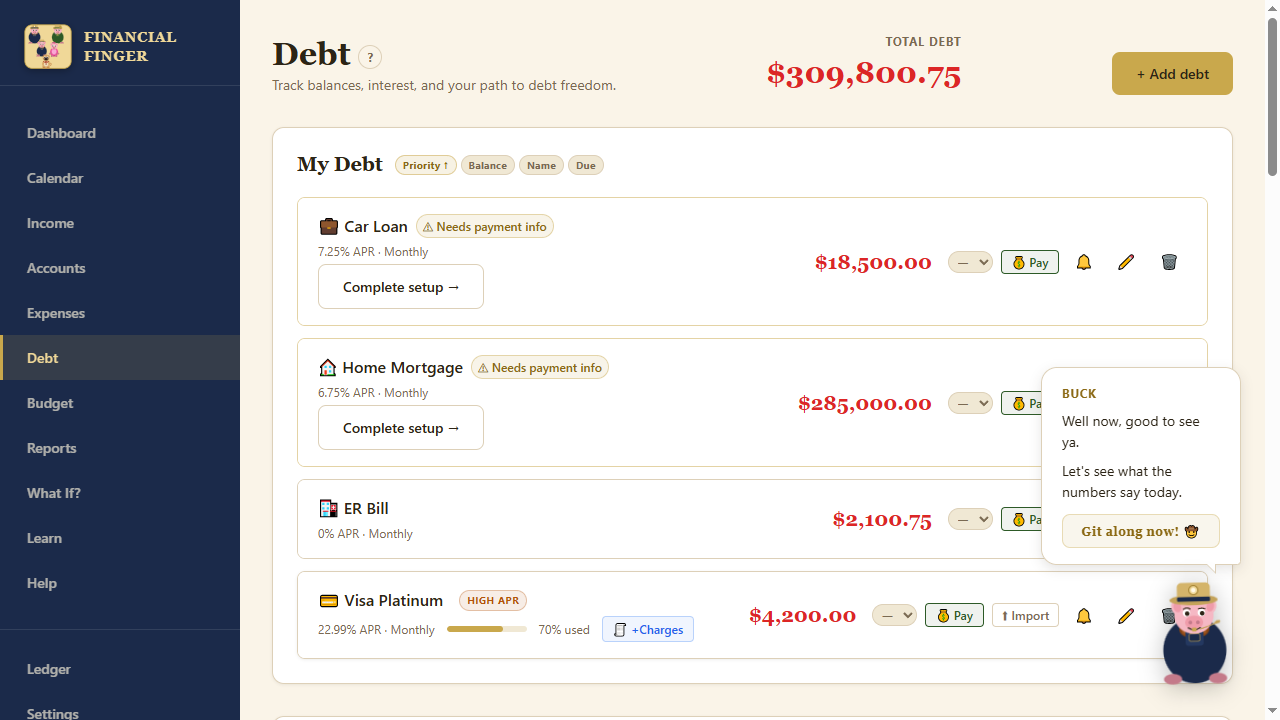 FINANCIAL
FINGER
Dashboard
Calendar
Income
Accounts
Expenses
Debt
Budget
Reports
What If?
Learn
Help
Ledger
Settings
Debt ?
Track balances, interest, and your path to debt freedom.
TOTAL DEBT
$309,800.75
+ Add debt
My Debt Priority ↑ Balance Name Due
Car Loan ⚠ Needs payment info
7.25% APR · Monthly
Complete setup →
$18,500.00 — Pay
Home Mortgage ⚠ Needs payment info
6.75% APR · Monthly
Complete setup →
$285,000.00 — Pa
ER Bill
0% APR · Monthly
$2,100.75 — Pa
Visa Platinum HIGH APR
22.99% APR · Monthly 70% used +Charges
$4,200.00 — Pay ⬆ Import
BUCK
Well now, good to see
ya.
Let's see what the
numbers say today.
Git along now! 🤠